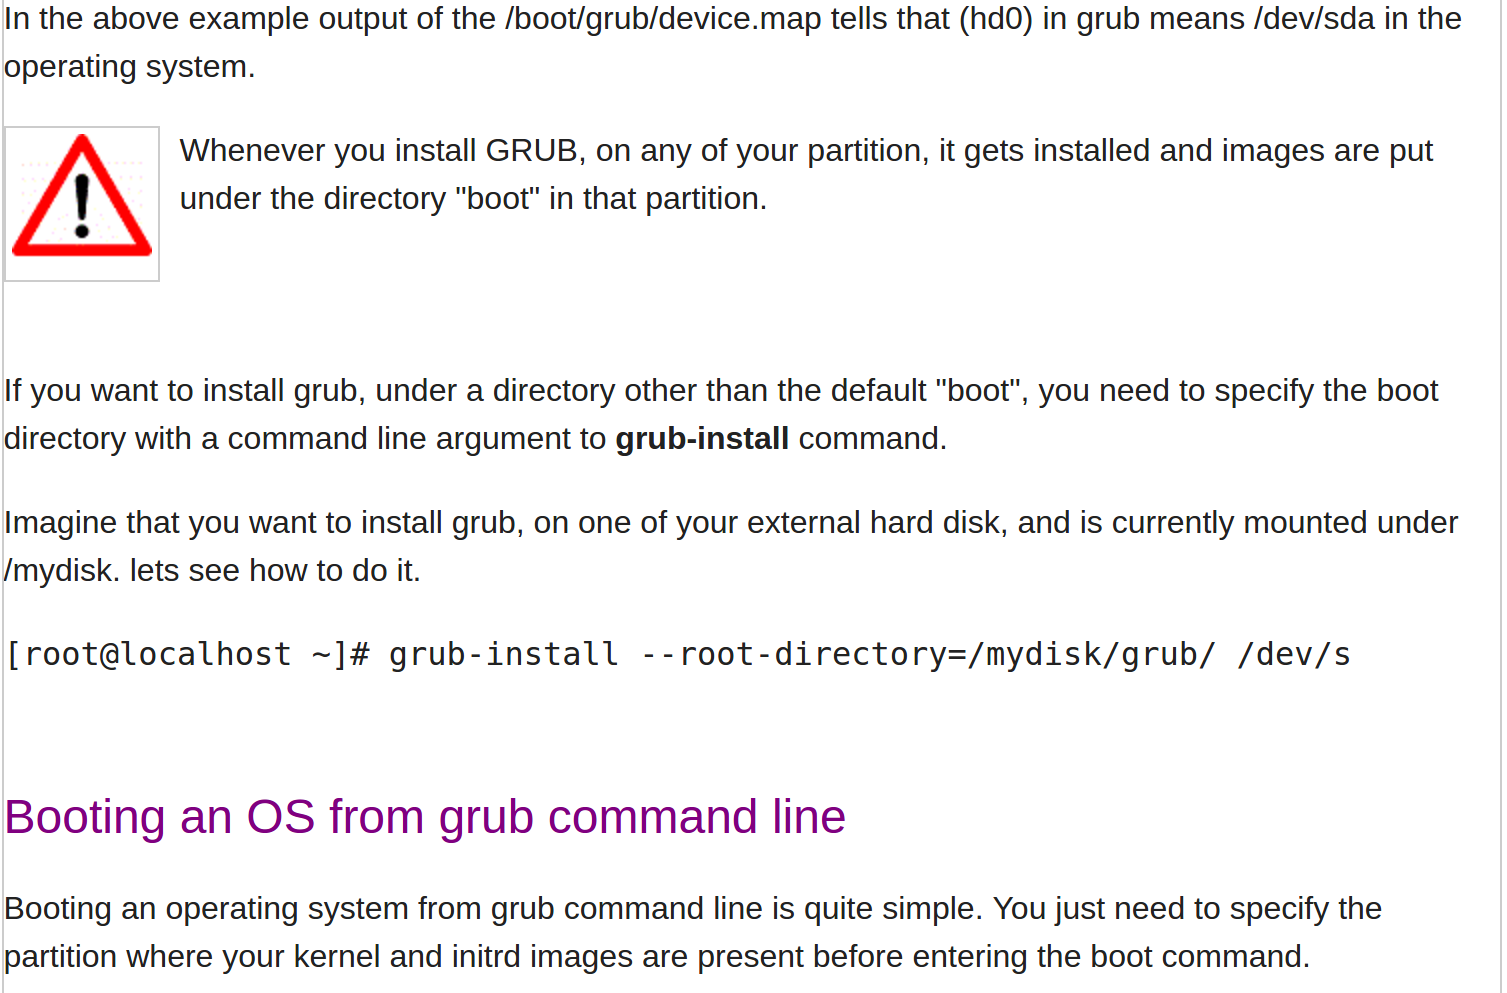 In the above example output of the /boot/grub/device.map tells that (hd0) in grub means /dev/sda in the
operating system.
Whenever you install GRUB, on any of your partition, it gets installed and images are put
under the directory "boot" in that partition.
If you want to install grub, under a directory other than the default "boot", you need to specify the boot
directory with a command line argument to grub-install command.
Imagine that you want to install grub, on one of your external hard disk, and is currently mounted under
/mydisk. lets see how to do it.
[root@localhost ~]# grub-install --root-directory=/mydisk/grub/ /dev/s
Booting an OS from grub command line
Booting an operating system from grub command line is quite simple. You just need to specify the
partition where your kernel and initrd images are present before entering the boot command.